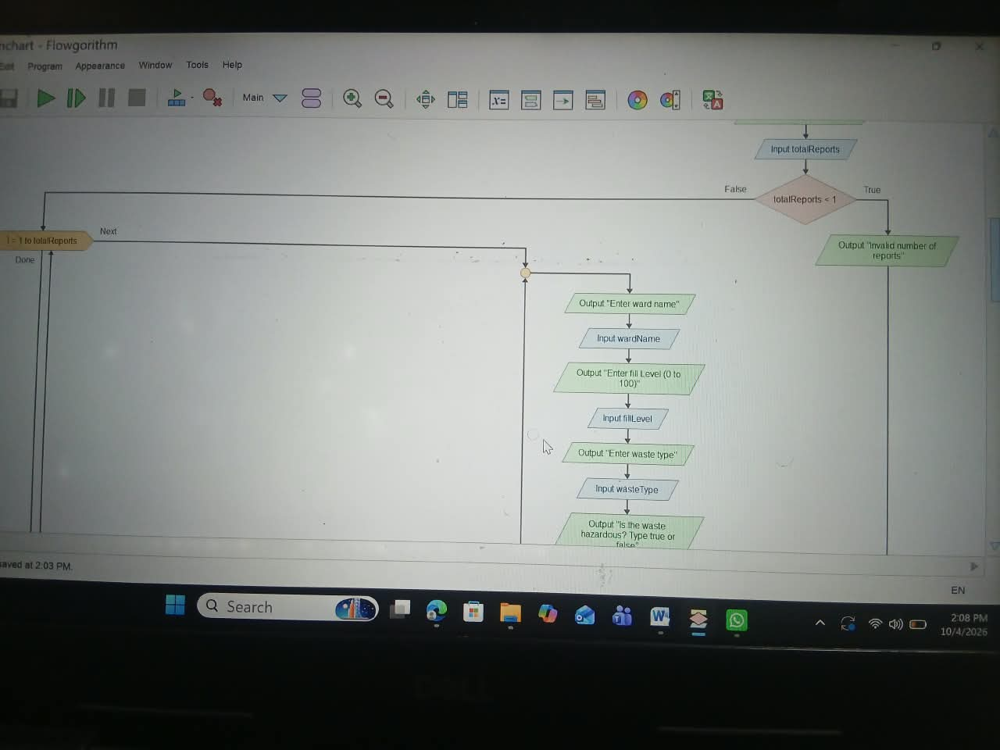 nchart - Flowgorithm
Edit Program Appearance Window Tools Help
Main
Input totalReports
False
totalReports < 1
True
i = 1 to totalReports
Next
Done
Output "Invalid number of
reports"
Output "Enter ward name"
Input wardName
Output "Enter fill Level (0 to
100)"
Input fillLevel
Output "Enter waste type"
Input wasteType
Output "Is the waste
hazardous? Type true or
false"
saved at 2:03 PM.
EN
Search
2:08 PM
10/4/2026
DELL